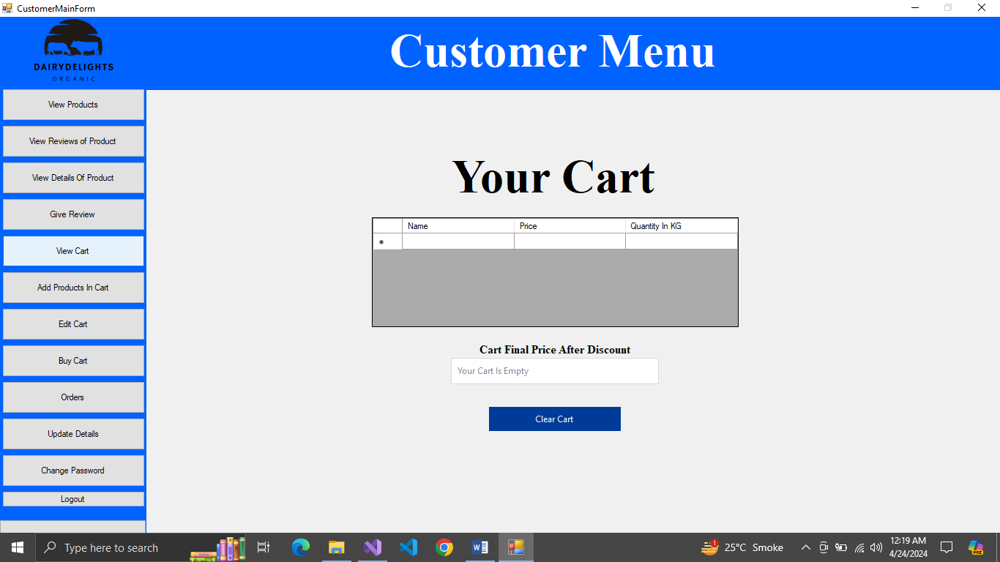 CustomerMainForm
DAIRYDELIGHTS
ORGANIC
Customer Menu
View Products
View Reviews of Product
View Details Of Product
Give Review
View Cart
Add Products In Cart
Edit Cart
Buy Cart
Orders
Update Details
Change Password
Logout
Your Cart
Name Price Quantity In KG
Cart Final Price After Discount
Your Cart Is Empty
Clear Cart
Type here to search
1
25°C Smoke
12:19 AM
4/24/2024
PRE